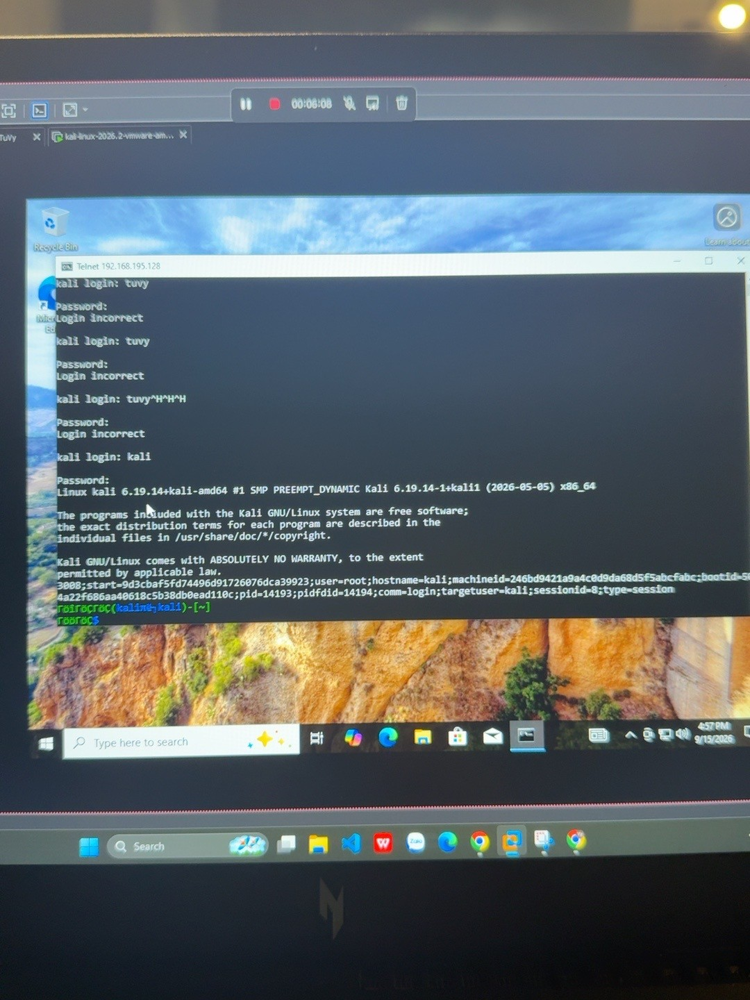 00:06:08
TuVy
kali-linux-2026.2-vmware-am...
Recycle Bin
Learn about
Telnet 192.168.195.128
kali login: tuvy
Password:
Login incorrect
kali login: tuvy
Password:
Login incorrect
kali login: tuvy^H^H^H
Password:
Login incorrect
kali login: kali
Password:
Linux kali 6.19.14+kali-amd64 #1 SMP PREEMPT_DYNAMIC Kali 6.19.14-1+kali1 (2026-05-05) x86_64
The programs included with the Kali GNU/Linux system are free software;
the exact distribution terms for each program are described in the
individual files in /usr/share/doc/*/copyright.
Kali GNU/Linux comes with ABSOLUTELY NO WARRANTY, to the extent
permitted by applicable law.
3008;start=9d3cbaf5fd74496d91726076dca39923;user=root;hostname=kali;machineid=246bd9421a9a4c0d9da68d5f5abcfabc;bootid=50
4a22f686aa40618c5b38db0ead110c;pid=14193;pidfdid=14194;comm=login;targetuser=kali;sessionid=8;type=session
ΓöîΓöÇΓöÇ(kaliπë┐kali)-[~]
ΓööΓöÇ$
Type here to search
4:57 PM
9/15/2026
Search
Zalo